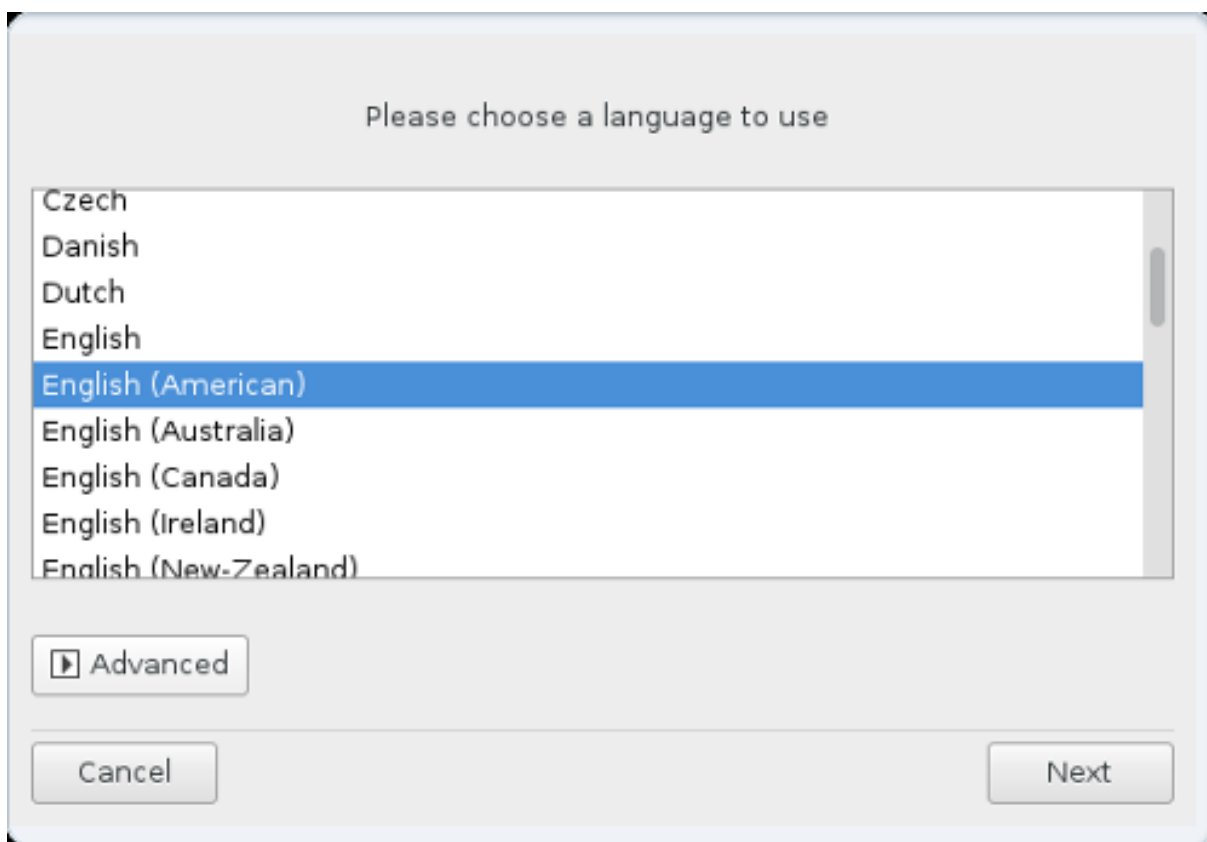 Please choose a language to use
Czech
Danish
Dutch
English
English (American)
English (Australia)
English (Canada)
English (Ireland)
English (New-Zealand)
Advanced
Cancel
Next